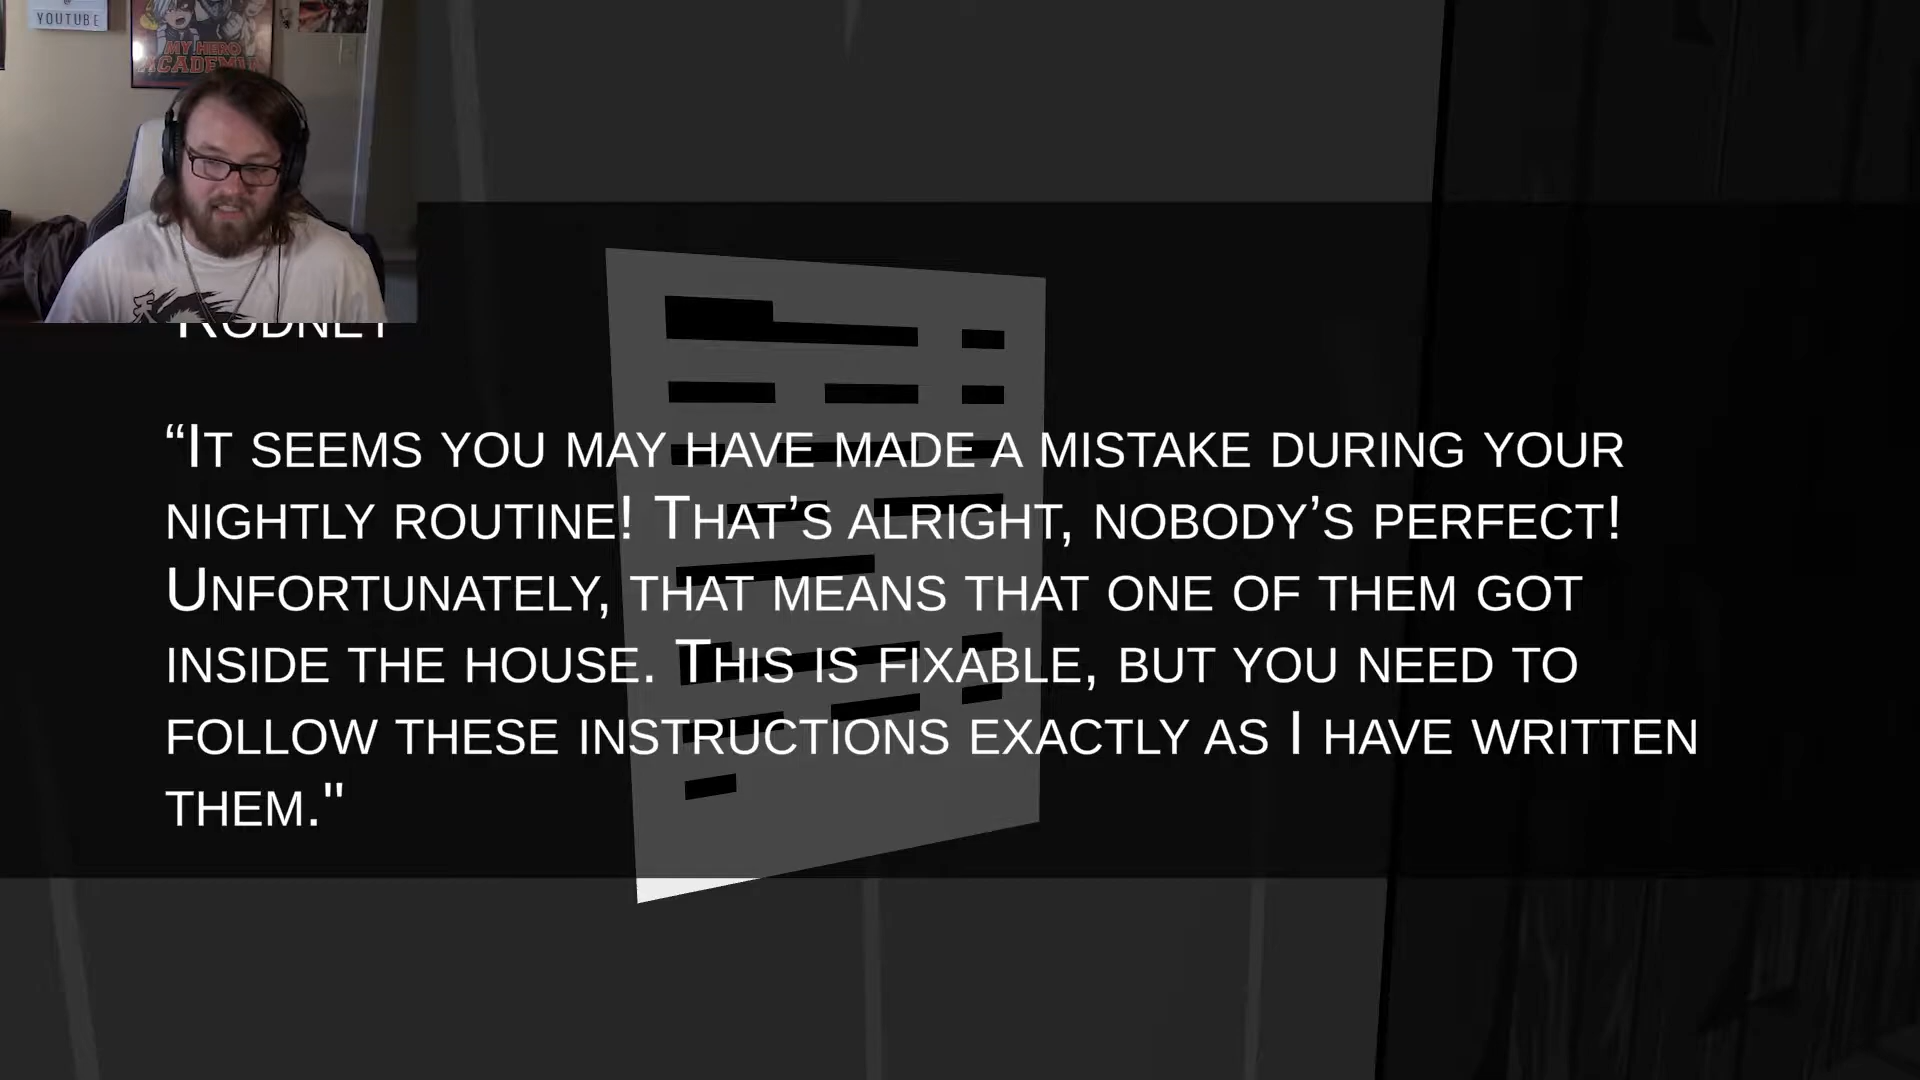 YOUTUBE
MY HERO
ACADEMIA
"RODNEY
“IT SEEMS YOU MAY HAVE MADE A MISTAKE DURING YOUR
NIGHTLY ROUTINE! THAT’S ALRIGHT, NOBODY’S PERFECT!
UNFORTUNATELY, THAT MEANS THAT ONE OF THEM GOT
INSIDE THE HOUSE. THIS IS FIXABLE, BUT YOU NEED TO
FOLLOW THESE INSTRUCTIONS EXACTLY AS I HAVE WRITTEN
THEM."